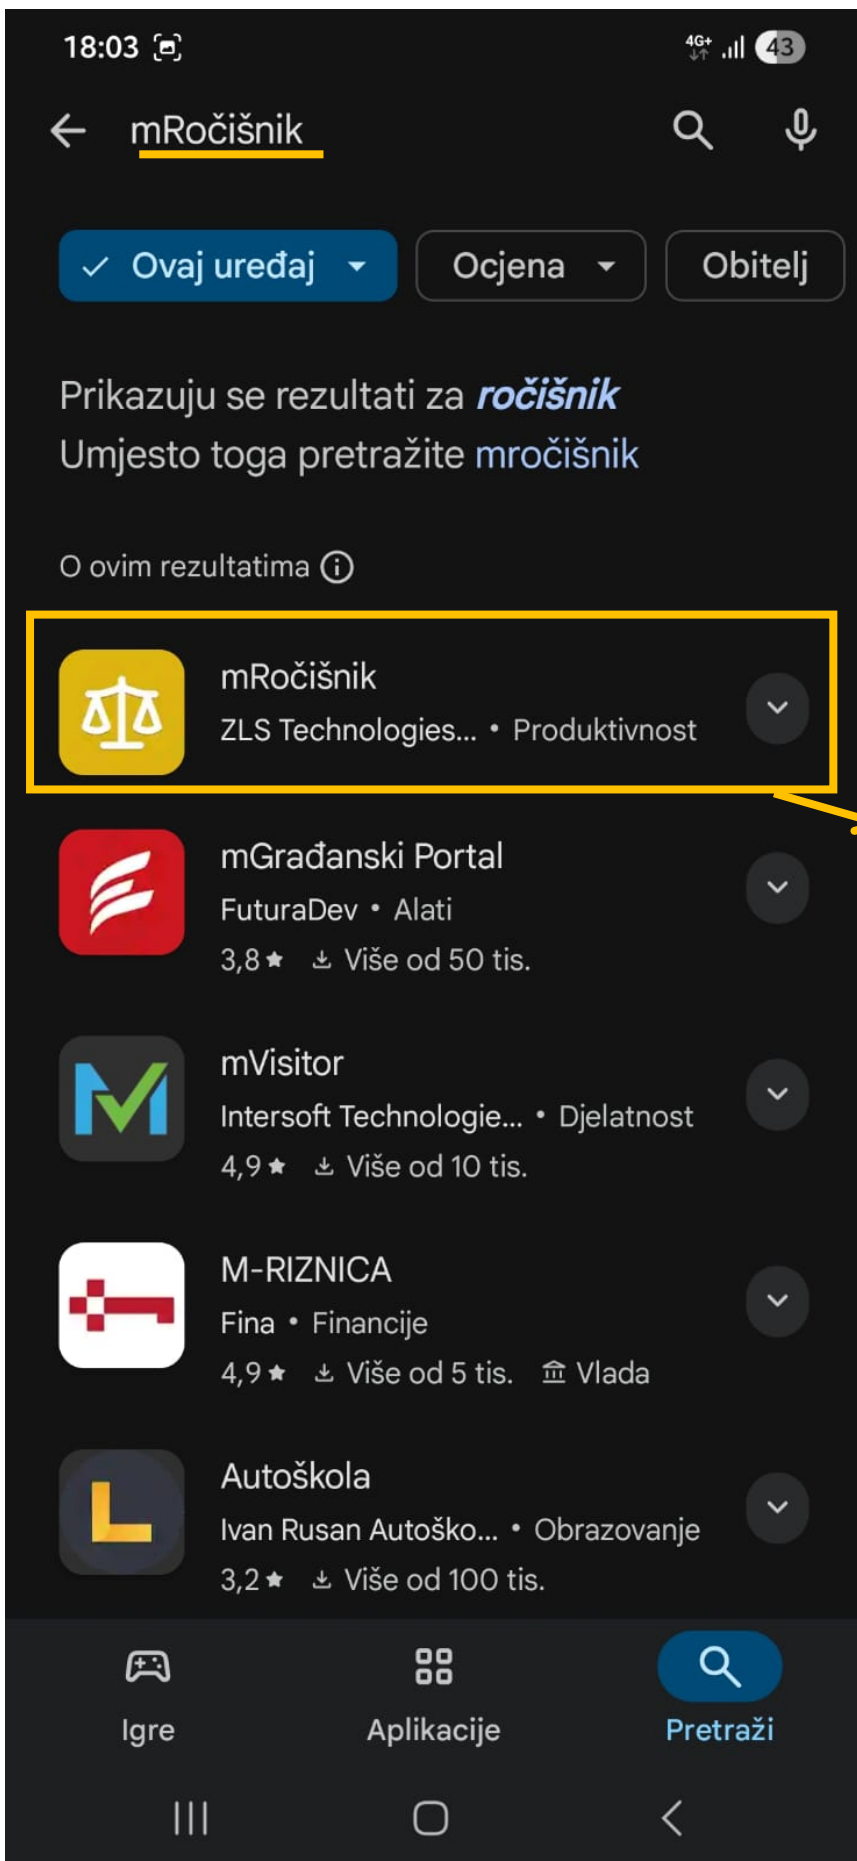 18:03
4G+
43
mRočišnik
Ovaj uređaj
Ocjena
Obitelj
Prikazuju se rezultati za ročišnik
Umjesto toga pretražite mročišnik
O ovim rezultatima
mRočišnik
ZLS Technologies... • Produktivnost
mGrađanski Portal
FuturaDev • Alati
3,8★ Više od 50 tis.
mVisitor
Intersoft Technologie... • Djelatnost
4,9★ Više od 10 tis.
M-RIZNICA
Fina • Financije
4,9★ Više od 5 tis. Vlada
Autoškola
Ivan Rusan Autoško... • Obrazovanje
3,2★ Više od 100 tis.
Igre
Aplikacije
Pretraži